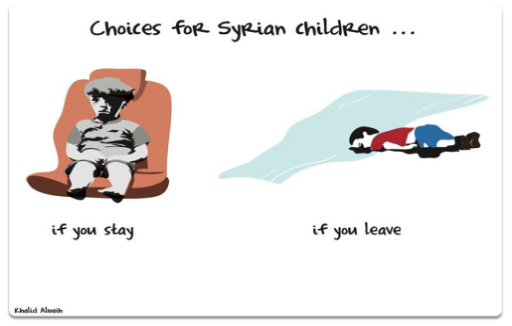 Choices for Syrian children ...
if you stay
if you leave
Khalid Albaih